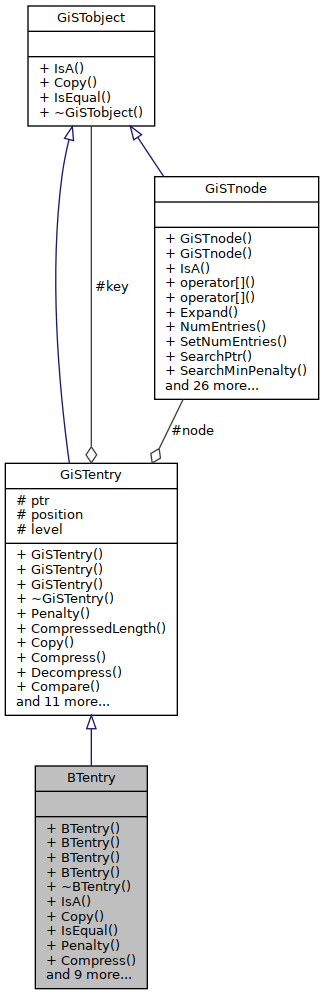 GiSTobject
+ IsA()
+ Copy()
+ IsEqual()
+ ~GiSTobject()
GiSTnode
+ GiSTnode()
+ GiSTnode()
+ IsA()
+ operator[]()
+ operator[]()
+ Expand()
+ NumEntries()
+ SetNumEntries()
+ SearchPtr()
+ SearchMinPenalty()
and 26 more...
#key
#node
GiSTentry
# ptr
# position
# level
+ GiSTentry()
+ GiSTentry()
+ GiSTentry()
+ ~GiSTentry()
+ Penalty()
+ CompressedLength()
+ Copy()
+ Compress()
+ Decompress()
+ Compare()
and 11 more...
BTentry
+ BTentry()
+ BTentry()
+ BTentry()
+ BTentry()
+ ~BTentry()
+ IsA()
+ Copy()
+ IsEqual()
+ Penalty()
+ Compress()
and 9 more...